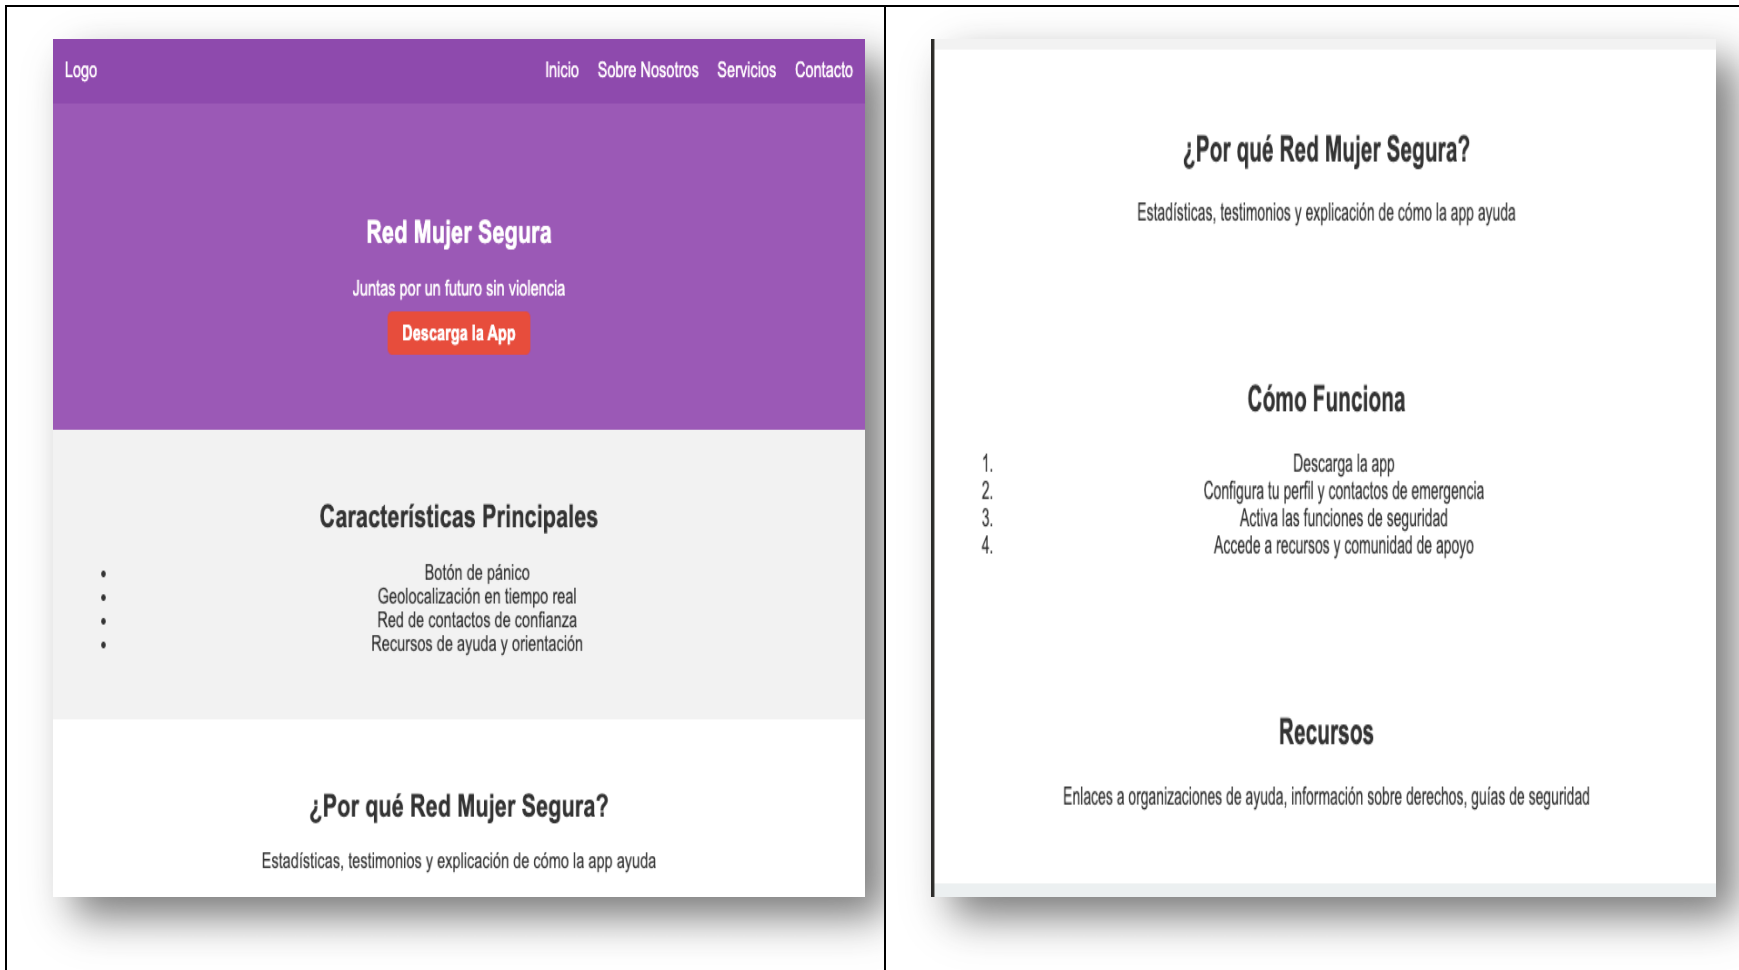 Logo
Inicio Sobre Nosotros Servicios Contacto
Red Mujer Segura
Juntas por un futuro sin violencia
Descarga la App
Características Principales
• Botón de pánico
• Geolocalización en tiempo real
• Red de contactos de confianza
• Recursos de ayuda y orientación
¿Por qué Red Mujer Segura?
Estadísticas, testimonios y explicación de cómo la app ayuda
¿Por qué Red Mujer Segura?
Estadísticas, testimonios y explicación de cómo la app ayuda
Cómo Funciona
1. Descarga la app
2. Configura tu perfil y contactos de emergencia
3. Activa las funciones de seguridad
4. Accede a recursos y comunidad de apoyo
Recursos
Enlaces a organizaciones de ayuda, información sobre derechos, guías de seguridad